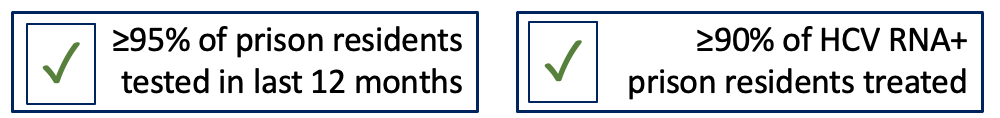 ≥95% of prison residents
tested in last 12 months
≥90% of HCV RNA+
prison residents treated